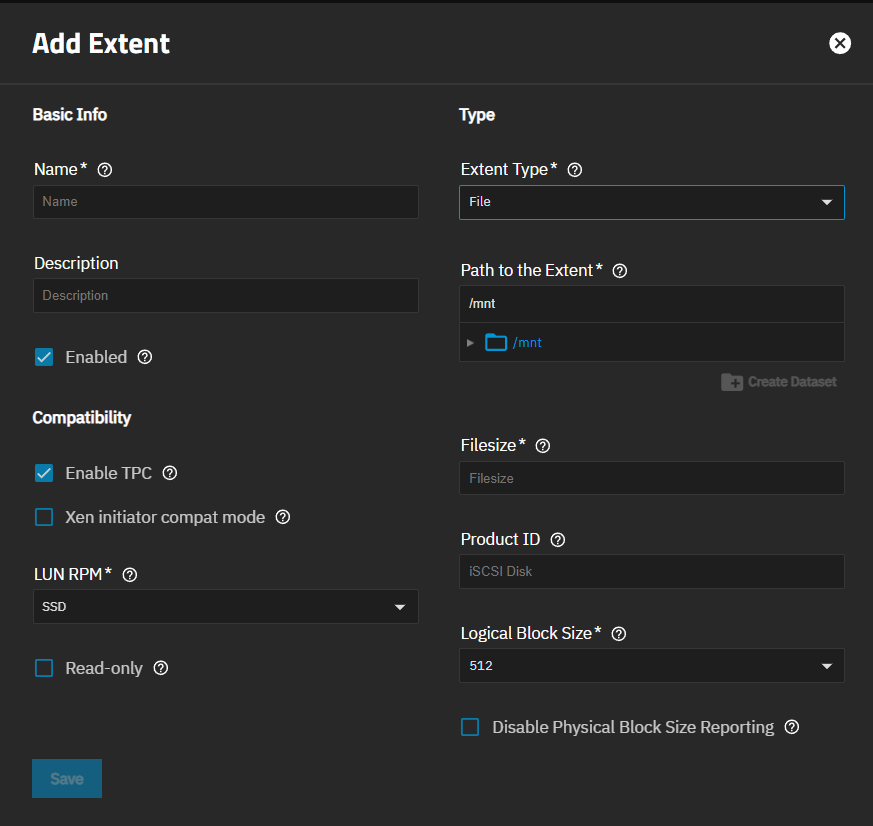 Add Extent
Basic Info
Name*
Name
Description
Description
Enabled
Compatibility
Enable TPC
Xen initiator compat mode
LUN RPM*
SSD
Read-only
Save
Type
Extent Type*
File
Path to the Extent*
/mnt
/mnt
Create Dataset
Filesize*
Filesize
Product ID
iSCSI Disk
Logical Block Size*
512
Disable Physical Block Size Reporting